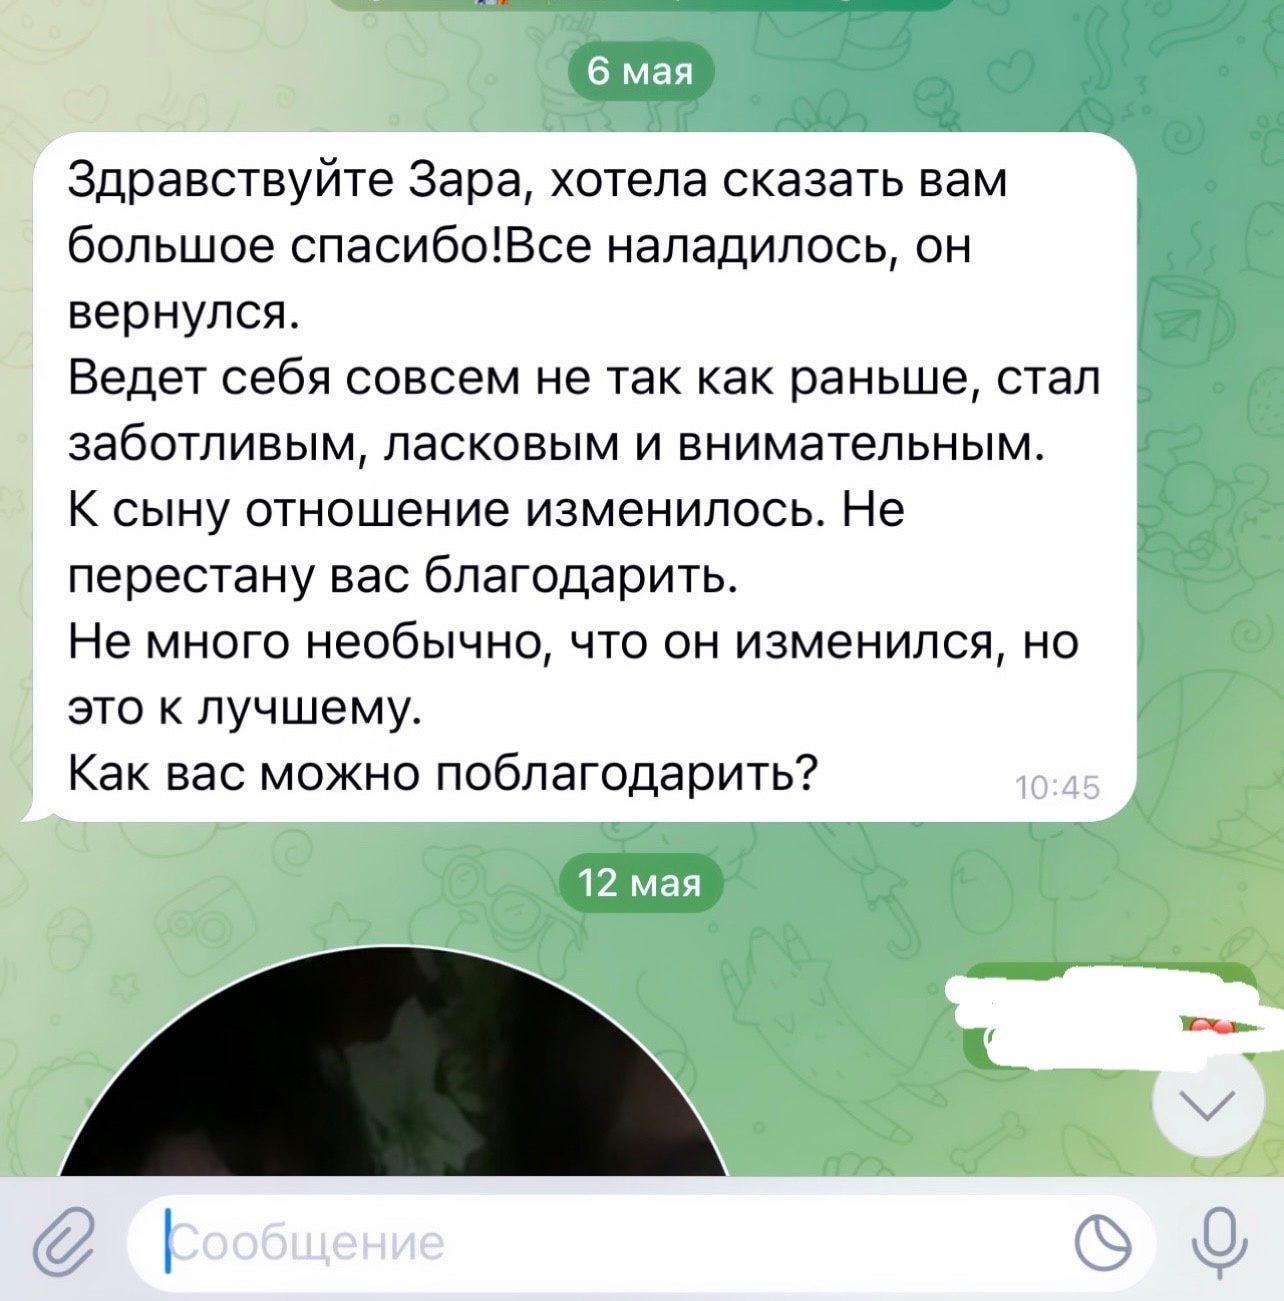 6 мая
Здравствуйте Зара, хотела сказать вам
большое спасибо!Все наладилось, он
вернулся.
Ведет себя совсем не так как раньше, стал
заботливым, ласковым и внимательным.
К сыну отношение изменилось. Не
перестану вас благодарить.
Не много необычно, что он изменился, но
это к лучшему.
Как вас можно поблагодарить?
10:45
12 мая
Сообщение